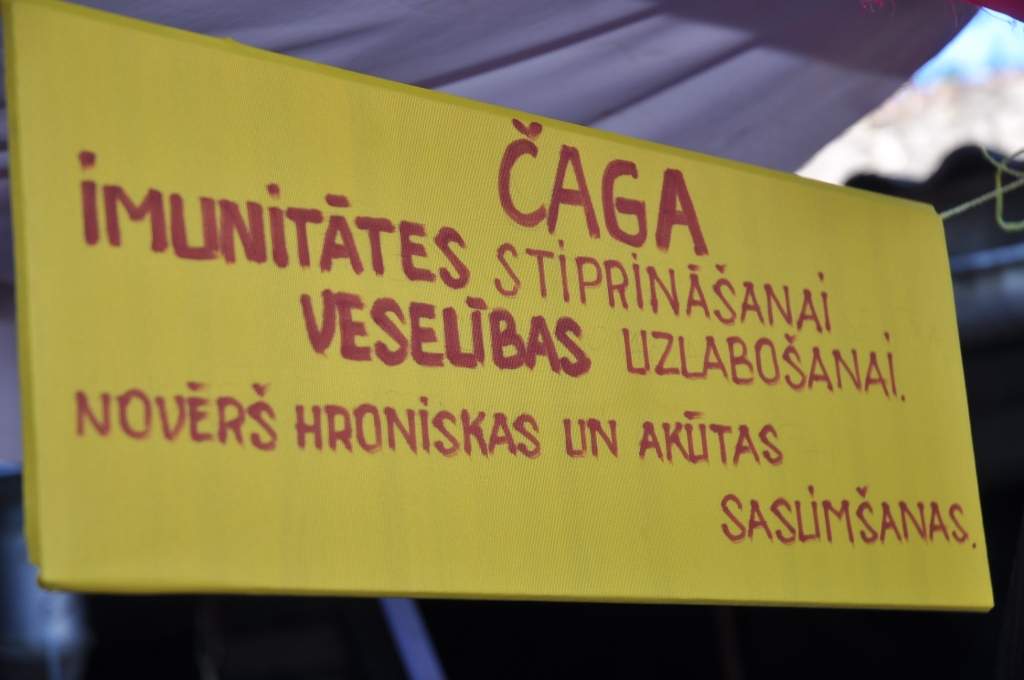 ČAGA
IMUNITĀTES STIPRINĀŠANAI
VESELĪBAS UZLABOŠANAI.
NOVĒRŠ HRONISKAS UN AKŪTAS
SASLIMŠANAS.